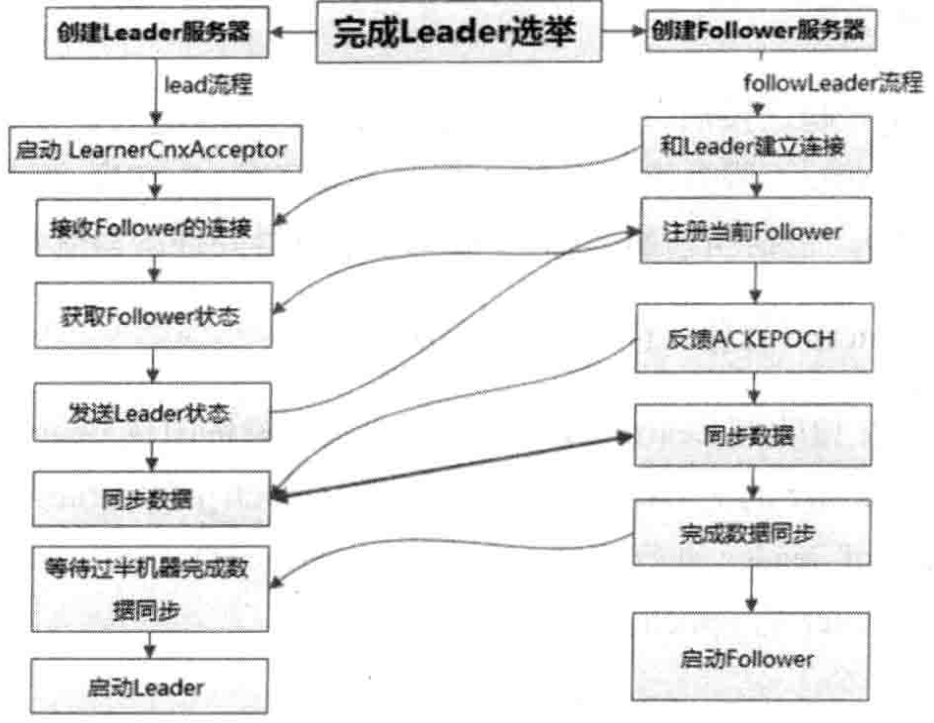 完成Leader选举
创建Leader服务器
创建Follower服务器
lead流程
followLeader流程
启动 LearnerCnxAcceptor
和Leader建立连接
接收Follower的连接
注册当前Follower
获取Follower状态
反馈ACKEPOCH
发送Leader状态
同步数据
同步数据
完成数据同步
等待过半机器完成数
据同步
启动Leader
启动Follower